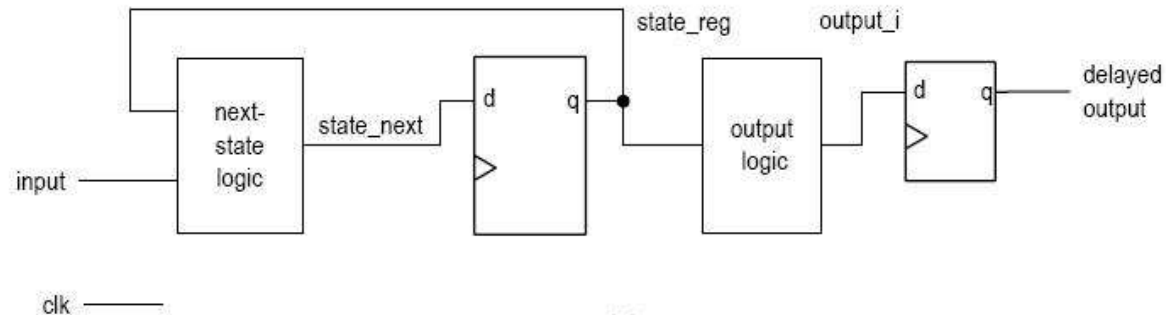 state_reg
output_i
next-
state
logic
state_next
d
q
output
logic
d
q
delayed
output
input
clk